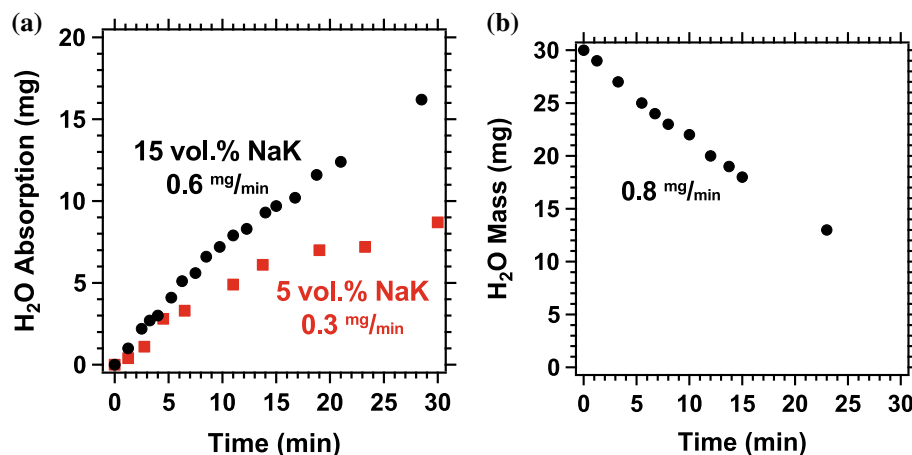 (a)
20
15
10
5
0
H₂O Absorption (mg)
15 vol.% NaK
0.6 mg/min
5 vol.% NaK
0.3 mg/min
0 5 10 15 20 25 30
Time (min)
(b)
30
25
20
15
10
5
0
H₂O Mass (mg)
0.8 mg/min
0 5 10 15 20 25 30
Time (min)